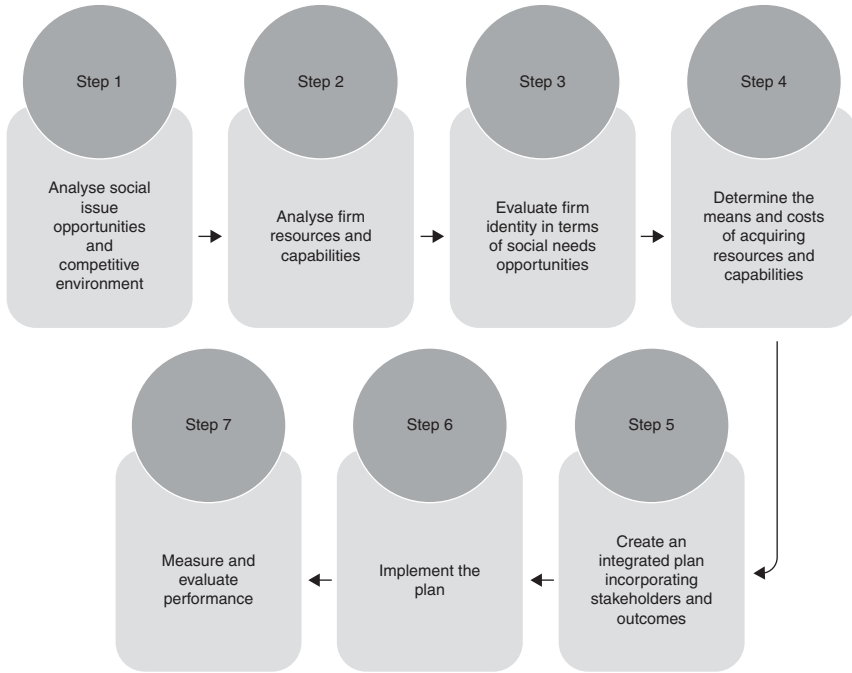 Step 1
Analyse social
issue
opportunities
and
competitive
environment
Step 2
Analyse firm
resources and
capabilities
Step 3
Evaluate firm
identity in terms
of social needs
opportunities
Step 4
Determine the
means and costs
of acquiring
resources and
capabilities
Step 5
Create an
integrated plan
incorporating
stakeholders and
outcomes
Step 6
Implement the
plan
Step 7
Measure and
evaluate
performance